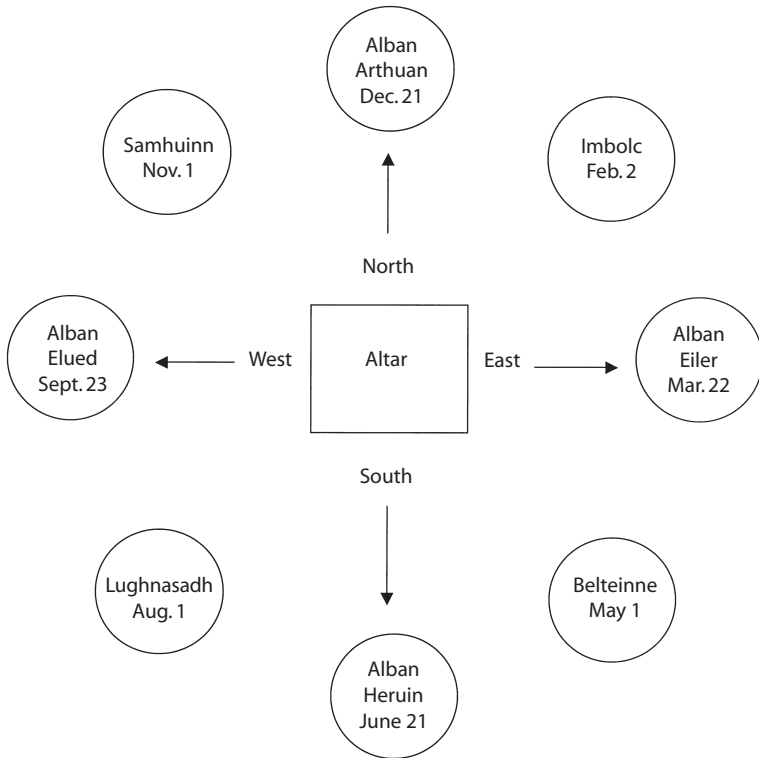 Alban
Arthuan
Dec. 21
Samhuinn
Nov. 1
Imbolc
Feb. 2
North
Alban
Elued
Sept. 23
West
Altar
East
Alban
Eiler
Mar. 22
South
Lughnasadh
Aug. 1
Belteinne
May 1
Alban
Heruin
June 21